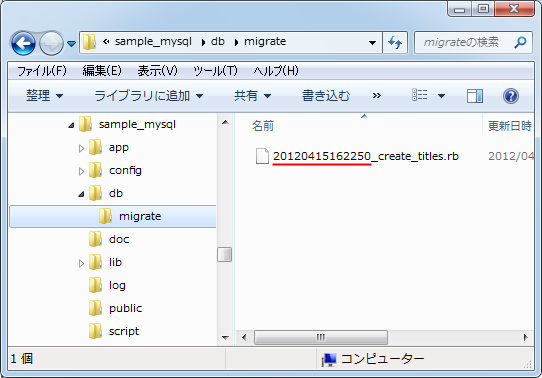 « sample_mysql ▸ db ▸ migrate
migrateの検索
ファイル(F) 編集(E) 表示(V) ツール(T) ヘルプ(H)
整理 ライブラリに追加 共有 書き込む »
sample_mysql
app
config
db
migrate
doc
lib
log
public
script
名前 更新日時
20120415162250_create_titles.rb 2012/04
1 個 コンピューター